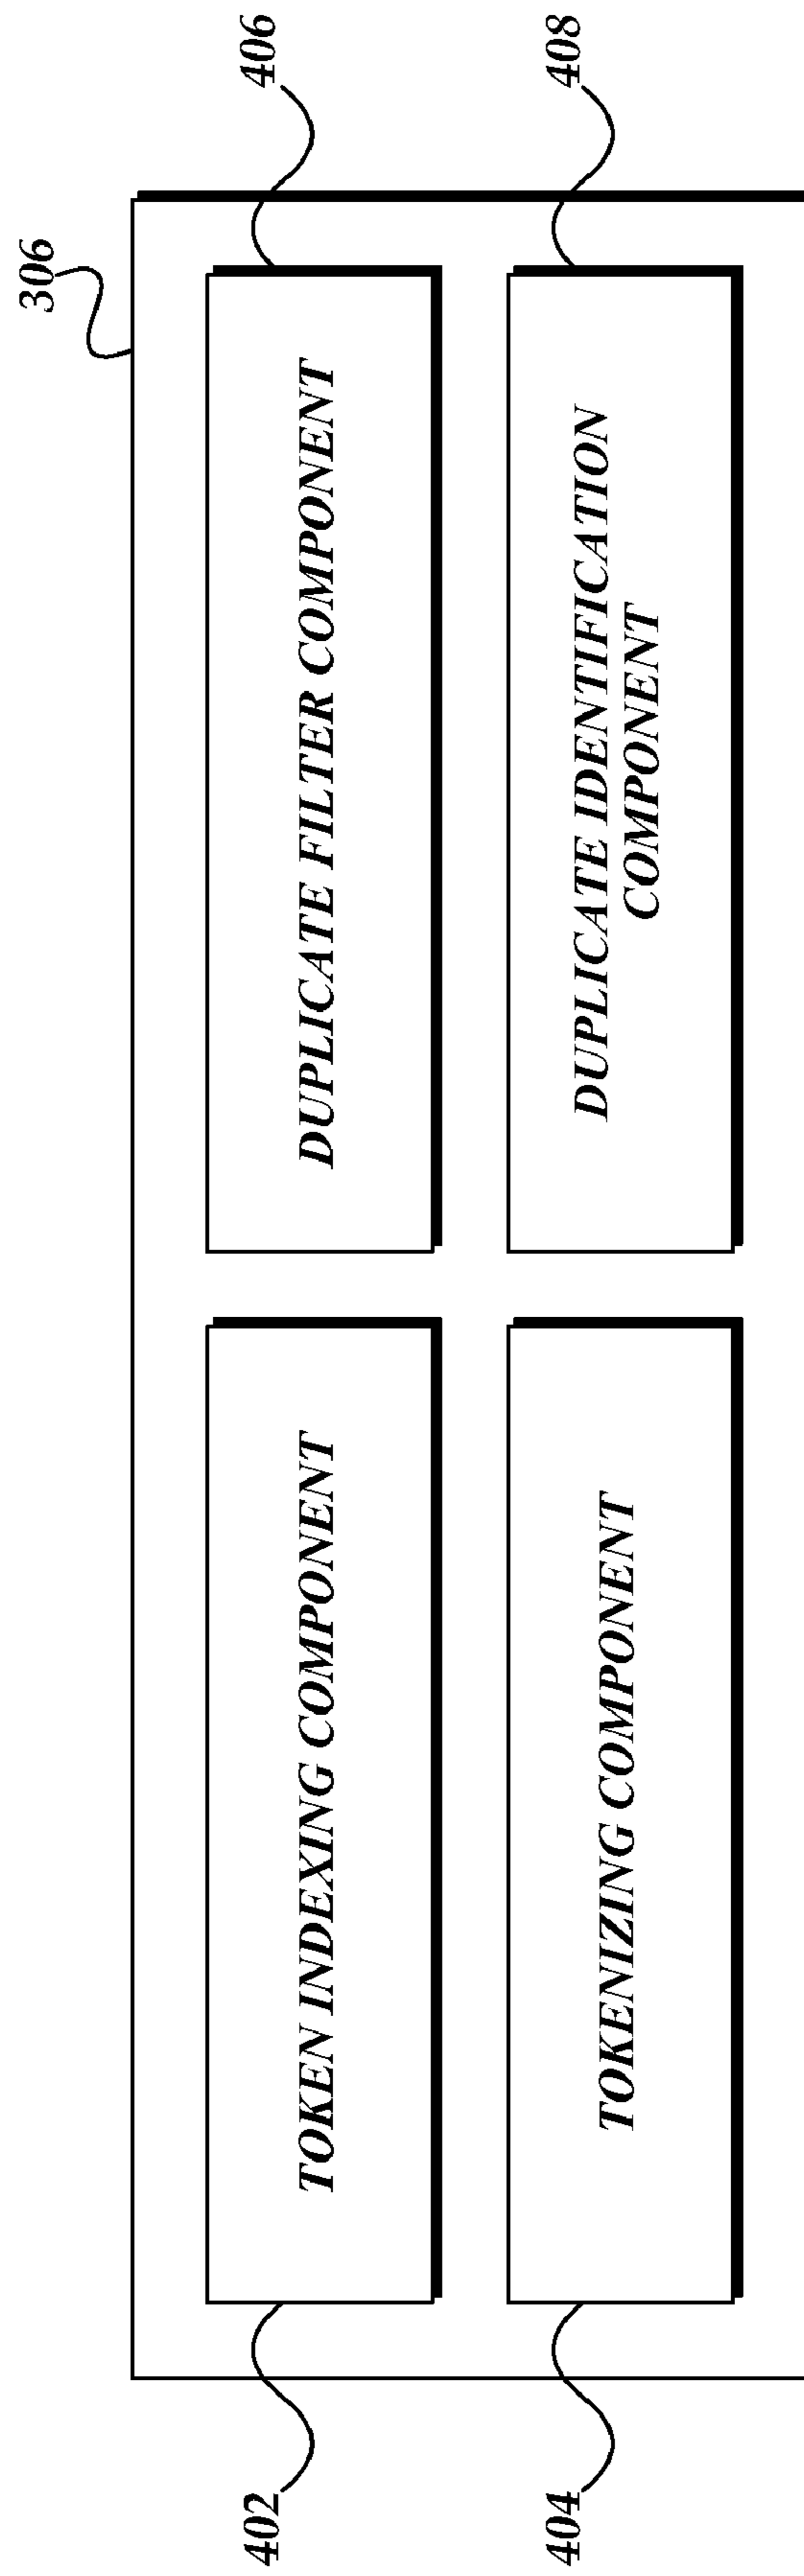 306
402
TOKEN INDEXING COMPONENT
DUPLICATE FILTER COMPONENT
406
404
TOKENIZING COMPONENT
DUPLICATE IDENTIFICATION
COMPONENT
408